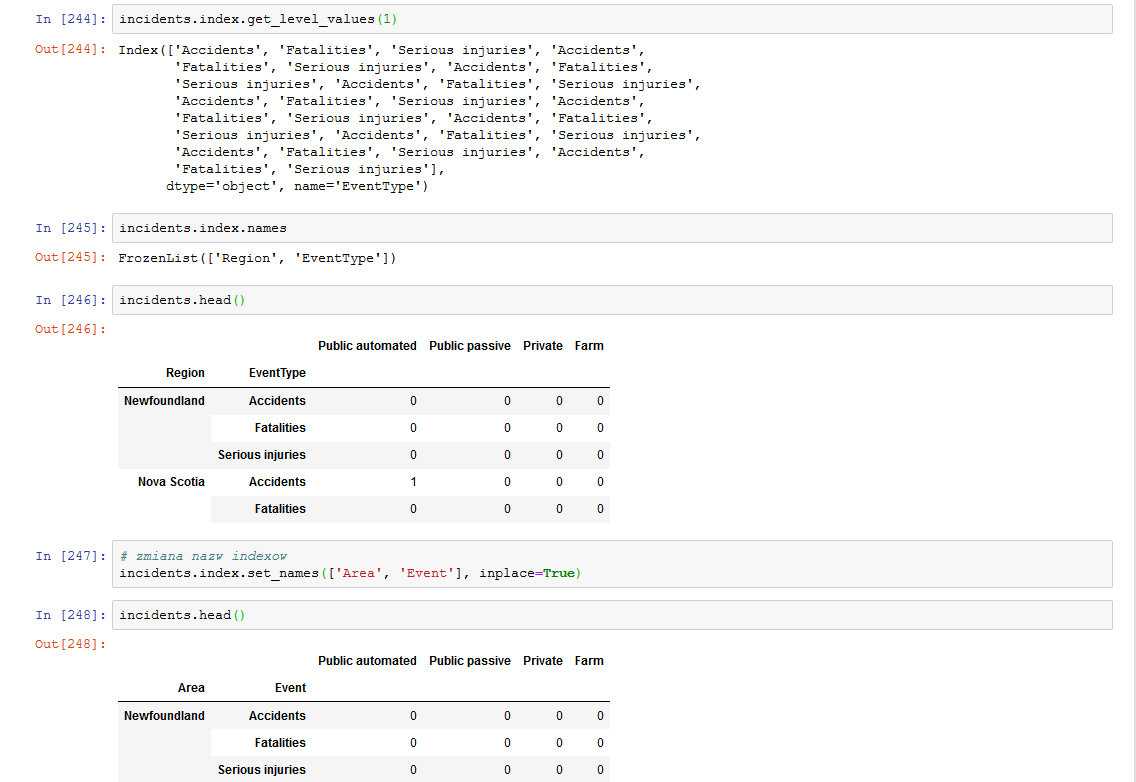 In [244]: incidents.index.get_level_values(1)
Out[244]: Index(['Accidents', 'Fatalities', 'Serious injuries', 'Accidents',
'Fatalities', 'Serious injuries', 'Accidents', 'Fatalities',
'Serious injuries', 'Accidents', 'Fatalities', 'Serious injuries',
'Accidents', 'Fatalities', 'Serious injuries', 'Accidents',
'Fatalities', 'Serious injuries', 'Accidents', 'Fatalities',
'Serious injuries', 'Accidents', 'Fatalities', 'Serious injuries',
'Accidents', 'Fatalities', 'Serious injuries', 'Accidents',
'Fatalities', 'Serious injuries'],
dtype='object', name='EventType')
In [245]: incidents.index.names
Out[245]: FrozenList(['Region', 'EventType'])
In [246]: incidents.head()
Out[246]:
Public automated Public passive Private Farm
Region EventType
Newfoundland Accidents 0 0 0 0
Fatalities 0 0 0 0
Serious injuries 0 0 0 0
Nova Scotia Accidents 1 0 0 0
Fatalities 0 0 0 0
In [247]: # zmiana nazw indexow
incidents.index.set_names(['Area', 'Event'], inplace=True)
In [248]: incidents.head()
Out[248]:
Public automated Public passive Private Farm
Area Event
Newfoundland Accidents 0 0 0 0
Fatalities 0 0 0 0
Serious injuries 0 0 0 0